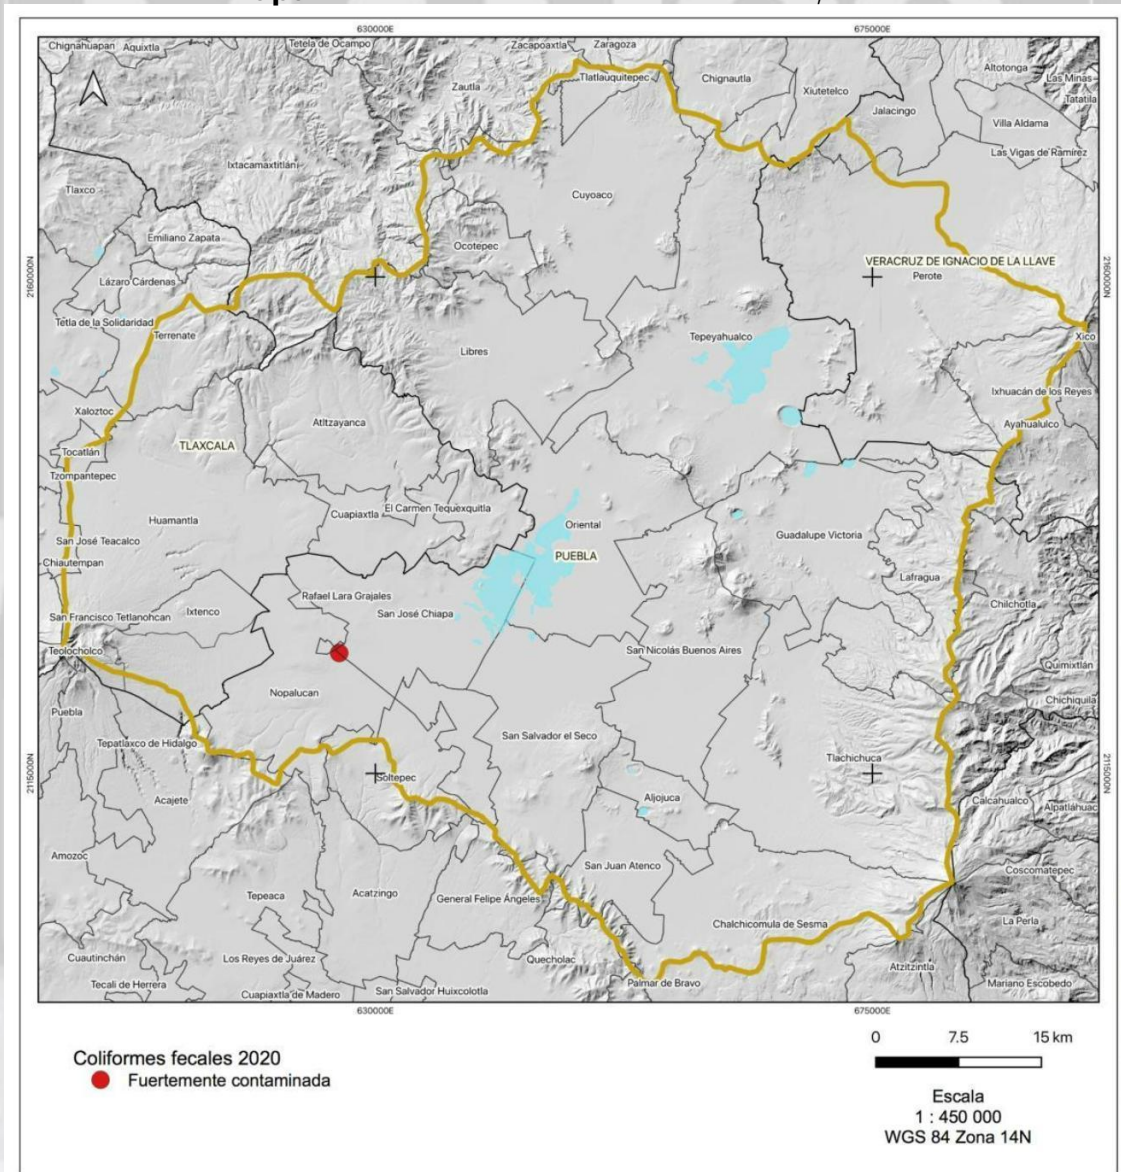 630000E
675000E
Chignahuapan
Aquixtla
Tetela de Ocampo
Zacapoaxtla
Zaragoza
Tlatlauquitepec
Chignautla
Altotonga
Las Minas
Tatatila
Zautla
Xiutetelco
Jalacingo
Villa Aldama
Las Vigas de Ramírez
Ixtacamaxtitlán
Tlaxco
Cuyoaco
Emiliano Zapata
Ocotepec
VERACRUZ DE IGNACIO DE LA LLAVE
Perote
2160000N
2160000N
Lázaro Cárdenas
Tetla de la Solidaridad
Terrenate
Libres
Tepeyahualco
Xico
Ixhuacán de los Reyes
Xaloztoc
Atltzayanca
Ayahualulco
TLAXCALA
Tocatlán
Tzompantepec
Huamantla
Cuapiaxtla
El Carmen Tequexquitla
Oriental
PUEBLA
Guadalupe Victoria
San José Teacalco
Chiautempan
Lafragua
Rafael Lara Grajales
San José Chiapa
Ixtenco
Chilchotla
San Francisco Tetlanohcan
Teolocholco
San Nicolás Buenos Aires
Quimixtlán
Nopalucan
Chichiquila
Puebla
Tepatlaxco de Hidalgo
San Salvador el Seco
Tlachichuca
2115000N
2115000N
Soltepec
Acajete
Aljojuca
Calcahualco
Alpatláhuac
Amozoc
San Juan Atenco
Coscomatepec
Tepeaca
Acatzingo
General Felipe Ángeles
Chalchicomula de Sesma
La Perla
Cuautinchán
Los Reyes de Juárez
Quecholac
Atzitzintla
Tecali de Herrera
Cuapiaxtla de Madero
San Salvador Huixcolotla
Palmar de Bravo
Mariano Escobedo
630000E
675000E
0 7.5 15 km
Coliformes fecales 2020
Fuertemente contaminada
Escala
1 : 450 000
WGS 84 Zona 14N